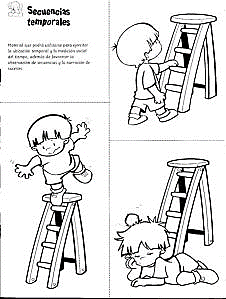 Secuencias
temporales
Material que podrá utilizarse para ejercitar
la ubicación temporal y la medición social
del tiempo, además de favorecer la
observación de secuencias y la narración de
sucesos.